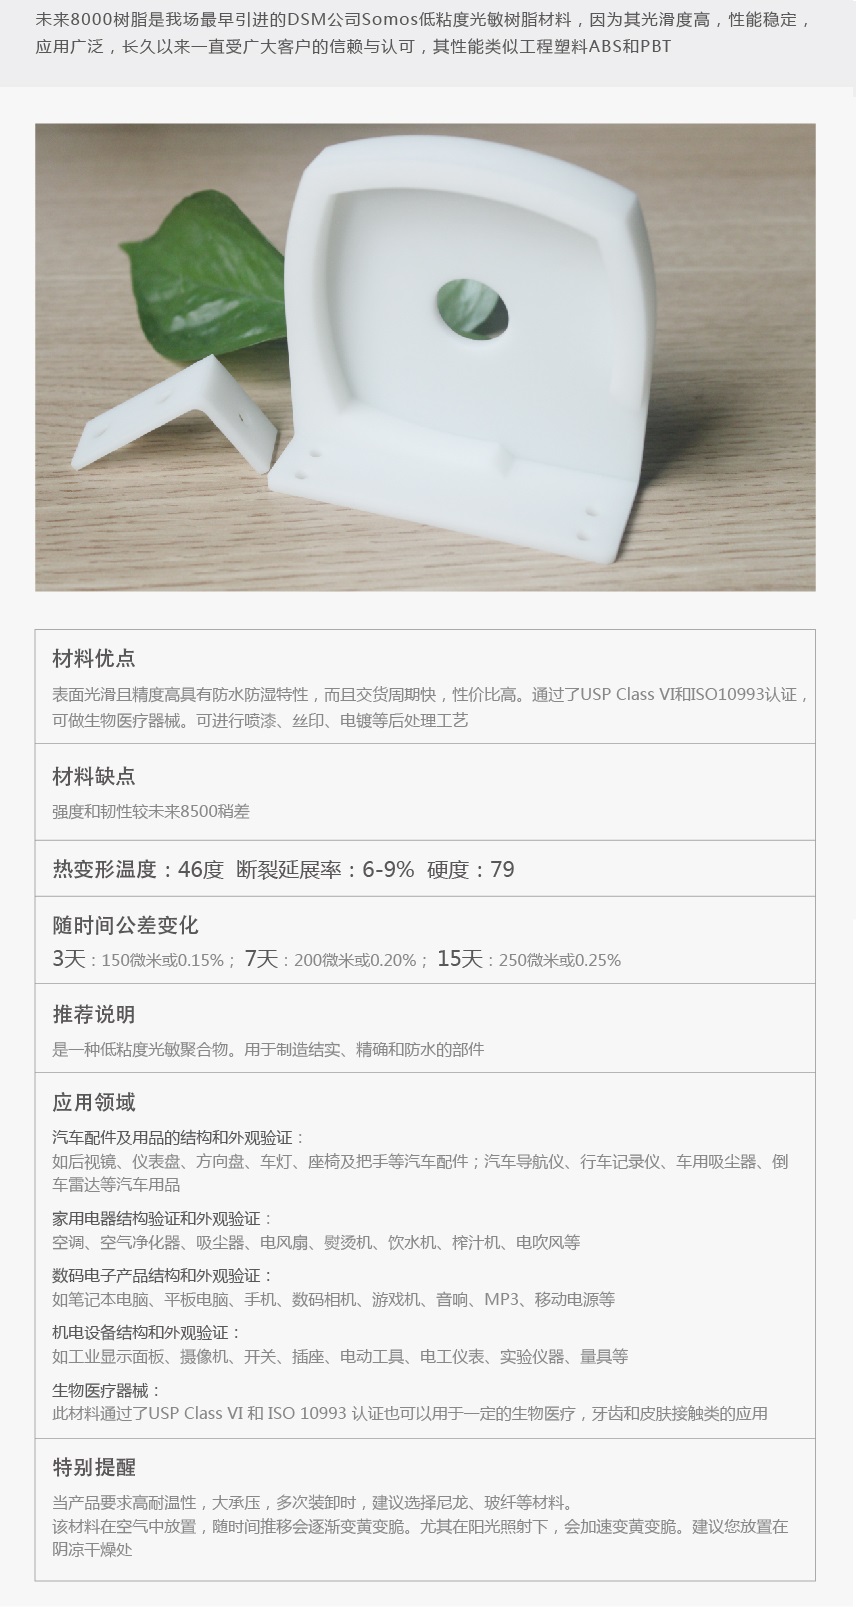 未来8000树脂是我场最早引进的DSM公司Somos低粘度光敏树脂材料，因为其光滑度高，性能稳定，
应用广泛，长久以来一直受广大客户的信赖与认可，其性能类似工程塑料ABS和PBT
材料优点
表面光滑且精度高具有防水防湿特性，而且交货周期快，性价比高。通过了USP Class VI和ISO10993认证，
可做生物医疗器械。可进行喷漆、丝印、电镀等后处理工艺
材料缺点
强度和韧性较未来8500稍差
热变形温度：46度 断裂延展率：6-9% 硬度：79
随时间公差变化
3天：150微米或0.15%； 7天：200微米或0.20%； 15天：250微米或0.25%
推荐说明
是一种低粘度光敏聚合物。用于制造结实、精确和防水的部件
应用领域
汽车配件及用品的结构和外观验证：
如后视镜、仪表盘、方向盘、车灯、座椅及把手等汽车配件；汽车导航仪、行车记录仪、车用吸尘器、倒
车雷达等汽车用品
家用电器结构验证和外观验证：
空调、空气净化器、吸尘器、电风扇、熨烫机、饮水机、榨汁机、电吹风等
数码电子产品结构和外观验证：
如笔记本电脑、平板电脑、手机、数码相机、游戏机、音响、MP3、移动电源等
机电设备结构和外观验证：
如工业显示面板、摄像机、开关、插座、电动工具、电工仪表、实验仪器、量具等
生物医疗器械：
此材料通过了USP Class VI 和 ISO 10993 认证也可以用于一定的生物医疗，牙齿和皮肤接触类的应用
特别提醒
当产品要求高耐温性，大承压，多次装卸时，建议选择尼龙、玻纤等材料。
该材料在空气中放置，随时间推移会逐渐变黄变脆。尤其在阳光照射下，会加速变黄变脆。建议您放置在
阴凉干燥处